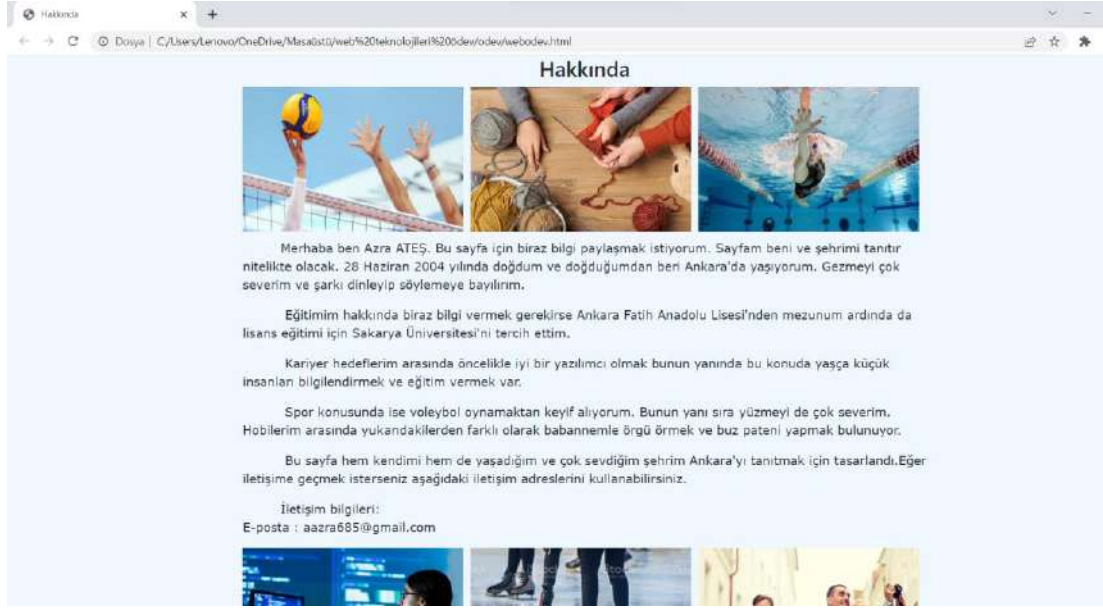 Hakkında
Dosya | C:/Users/Lenovo/OneDrive/Masaüstü/web%20teknolojileri%20ödev/odev/webodev.html
Hakkında
Merhaba ben Azra ATEŞ. Bu sayfa için biraz bilgi paylaşmak istiyorum. Sayfam beni ve şehrimi tanıtır
nitelikte olacak. 28 Haziran 2004 yılında doğdum ve doğduğumdan beri Ankara'da yaşıyorum. Gezmeyi çok
severim ve şarkı dinleyip söylemeye bayılırım.
Eğitimim hakkında biraz bilgi vermek gerekirse Ankara Fatih Anadolu Lisesi'nden mezunum ardında da
lisans eğitimi için Sakarya Üniversitesi'ni tercih ettim.
Kariyer hedeflerim arasında öncelikle iyi bir yazılımcı olmak bunun yanında bu konuda yaşça küçük
insanları bilgilendirmek ve eğitim vermek var.
Spor konusunda ise voleybol oynamaktan keyif alıyorum. Bunun yanı sıra yüzmeyi de çok severim.
Hobilerim arasında yukarıdakilerden farklı olarak babannemle örgü örmek ve buz pateni yapmak bulunuyor.
Bu sayfa hem kendimi hem de yaşadığım ve çok sevdiğim şehrim Ankara'yı tanıtmak için tasarlandı.Eğer
iletişime geçmek isterseniz aşağıdaki iletişim adreslerini kullanabilirsiniz.
İletişim bilgileri:
E-posta : aazra685@gmail.com